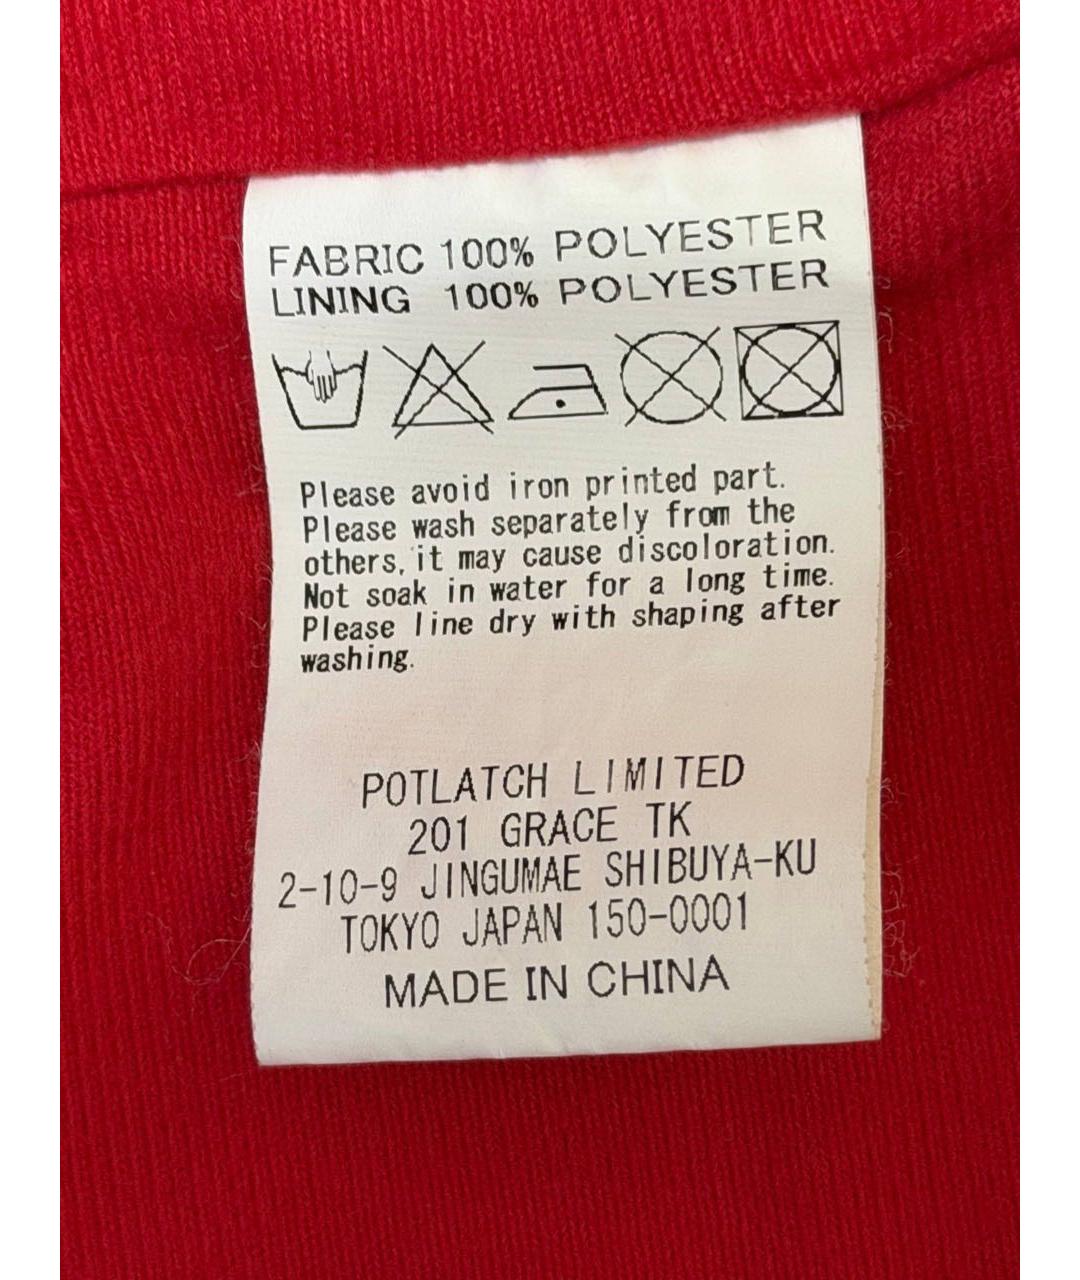 FABRIC 100% POLYESTER
LINING 100% POLYESTER
Please avoid iron printed part.
Please wash separately from the
others, it may cause discoloration.
Not soak in water for a long time.
Please line dry with shaping after
washing.
POTLATCH LIMITED
201 GRACE TK
2-10-9 JINGUMAE SHIBUYA-KU
TOKYO JAPAN 150-0001
MADE IN CHINA